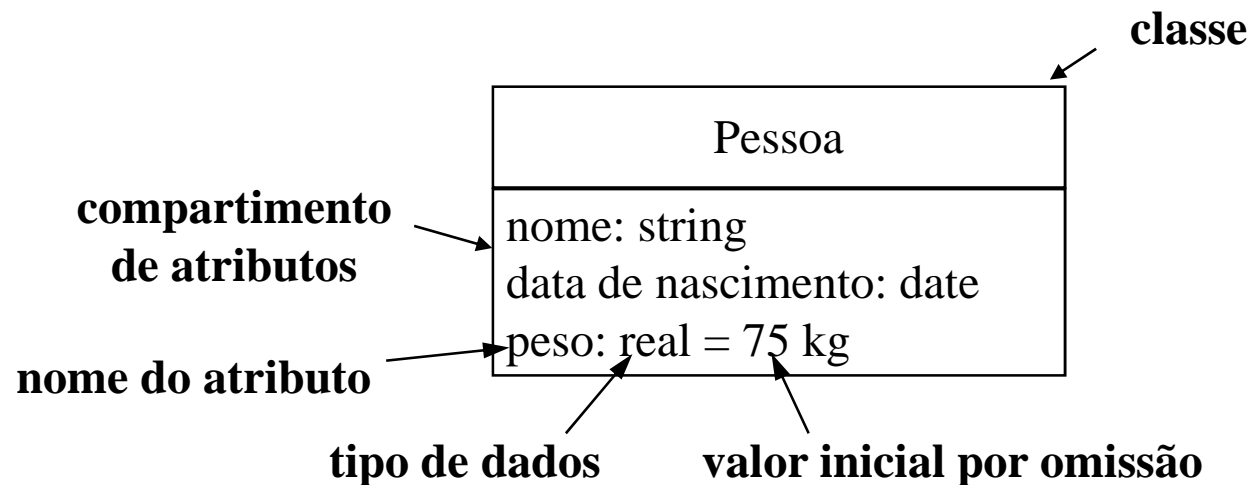 classe
Pessoa
compartimento
de atributos
nome: string
data de nascimento: date
peso: real = 75 kg
nome do atributo
tipo de dados
valor inicial por omissão